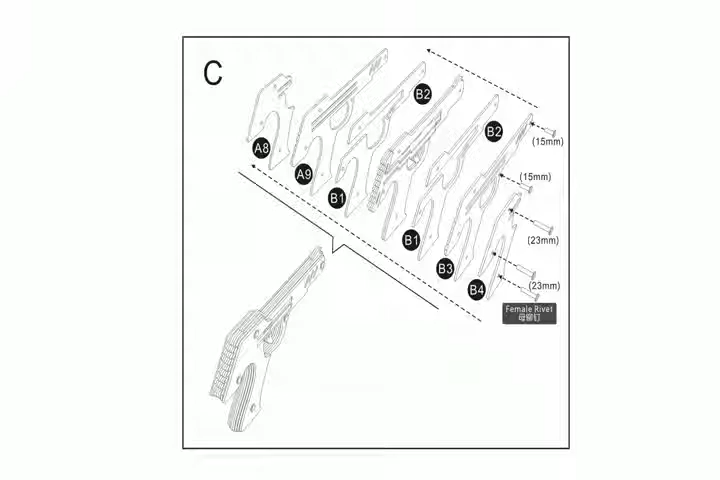 C
B2
B2
(15mm)
A8
A9
(15mm)
B1
(23mm)
B1
B3
B4
(23mm)
Female Rivet
母铆钉